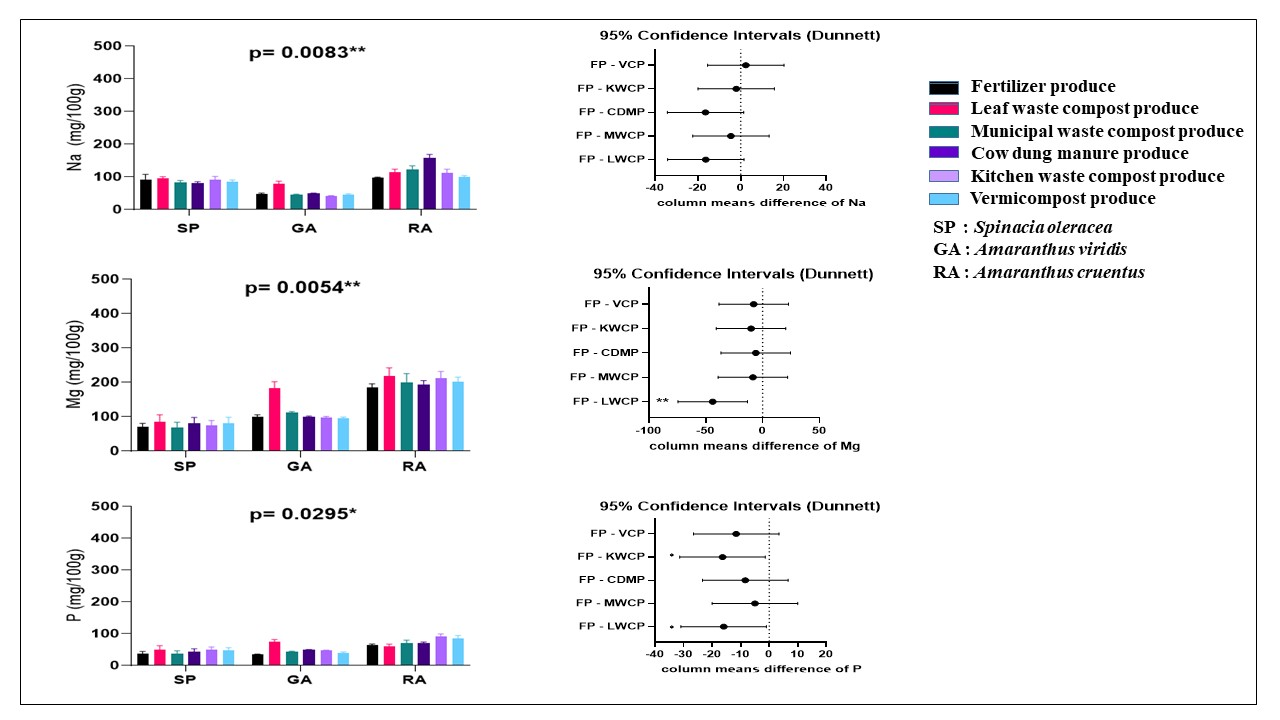 p= 0.0083**
Na (mg/100g)
500
400
300
200
100
0
SP GA RA
95% Confidence Intervals (Dunnett)
FP - VCP
FP - KWCP
FP - CDMP
FP - MWCP
FP - LWCP
-40 -20 0 20 40
column means difference of Na
Fertilizer produce
Leaf waste compost produce
Municipal waste compost produce
Cow dung manure produce
Kitchen waste compost produce
Vermicompost produce
SP : Spinacia oleracea
GA : Amaranthus viridis
RA : Amaranthus cruentus
p= 0.0054**
Mg (mg/100g)
500
400
300
200
100
0
SP GA RA
95% Confidence Intervals (Dunnett)
FP - VCP
FP - KWCP
FP - CDMP
FP - MWCP
FP - LWCP **
-100 -50 0 50
column means difference of Mg
p= 0.0295*
P (mg/100g)
500
400
300
200
100
0
SP GA RA
95% Confidence Intervals (Dunnett)
FP - VCP
FP - KWCP *
FP - CDMP
FP - MWCP
FP - LWCP *
-40 -30 -20 -10 0 10 20
column means difference of P